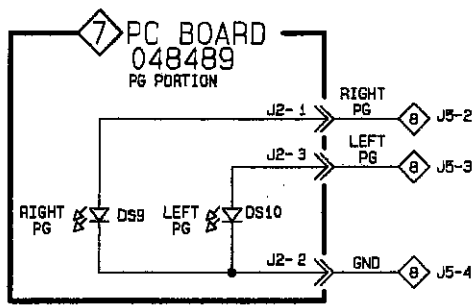 7 PC BOARD
048489
PG PORTION
J2-1 RIGHT PG 8 J5-2
J2-3 LEFT PG 8 J5-3
RIGHT PG DS9
LEFT PG DS10
J2-2 GND 8 J5-4